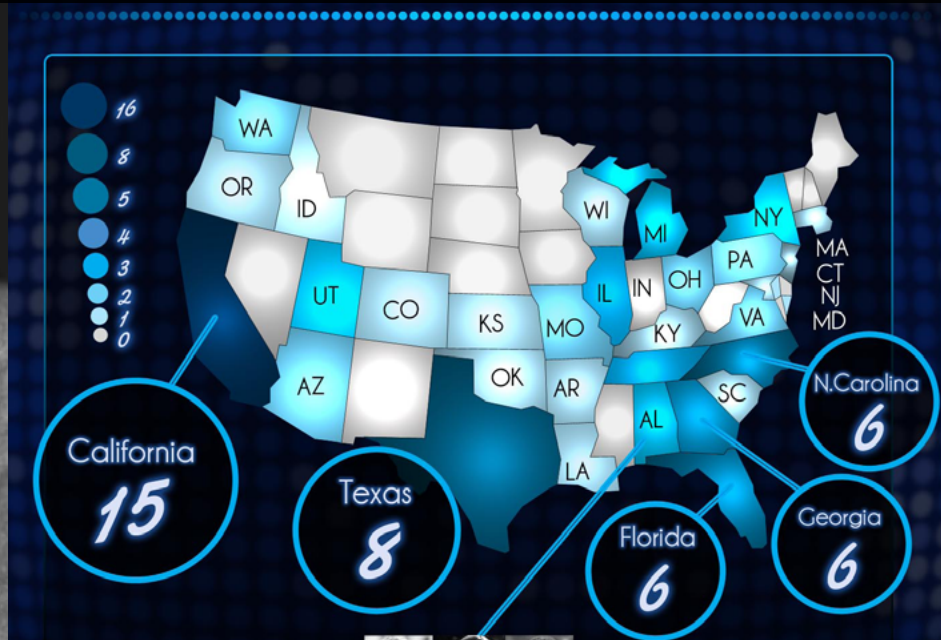 16
8
5
4
3
2
1
0
WA
OR
ID
UT
CO
AZ
KS
OK
MO
AR
LA
WI
MI
IL
IN
OH
KY
PA
NY
VA
SC
AL
MA
CT
NJ
MD
California
15
Texas
8
Florida
6
Georgia
6
N.Carolina
6